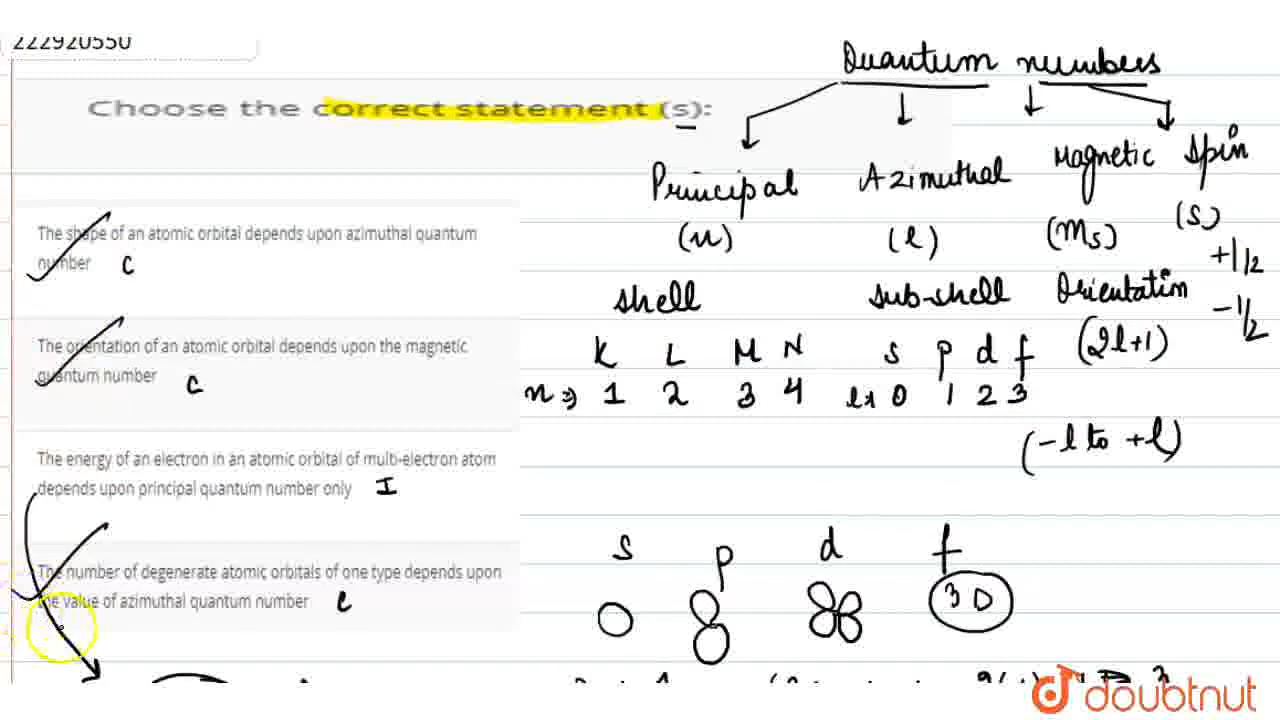 222920550
Choose the correct statement (s):
The shape of an atomic orbital depends upon azimuthal quantum
number C
The orientation of an atomic orbital depends upon the magnetic
quantum number C
The energy of an electron in an atomic orbital of multi-electron atom
depends upon principal quantum number only I
The number of degenerate atomic orbitals of one type depends upon
the value of azimuthal quantum number C
Quantum numbers
Principal Azimuthal Magnetic Spin
(n) (l) (ms) (s)
+1/2
-1/2
Shell Sub-shell Orientation
K L M N s p d f (2l+1)
n⇒ 1 2 3 4 0 1 2 3
(-l to +l)
s p d f
3D
doubtnut